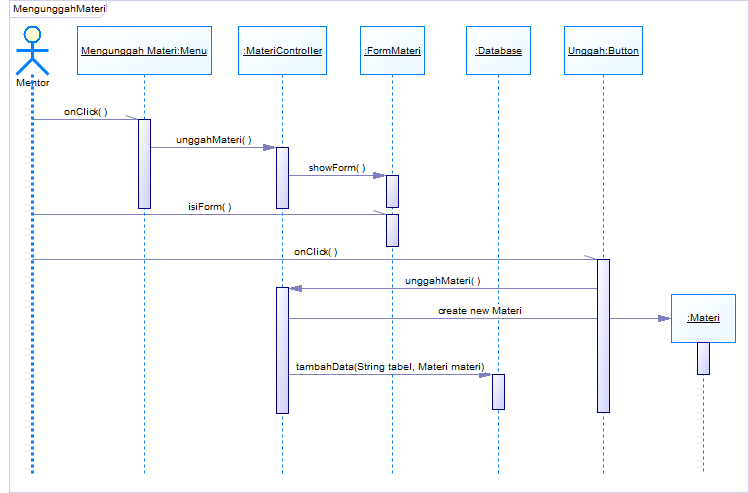 MengunggahMateri
Mentor
Mengunggah Materi:Menu
:MateriController
:FormMateri
:Database
Unggah:Button
onClick( )
unggahMateri( )
showForm( )
isiForm( )
onClick( )
unggahMateri( )
create new Materi
:Materi
tambahData(String tabel, Materi materi)